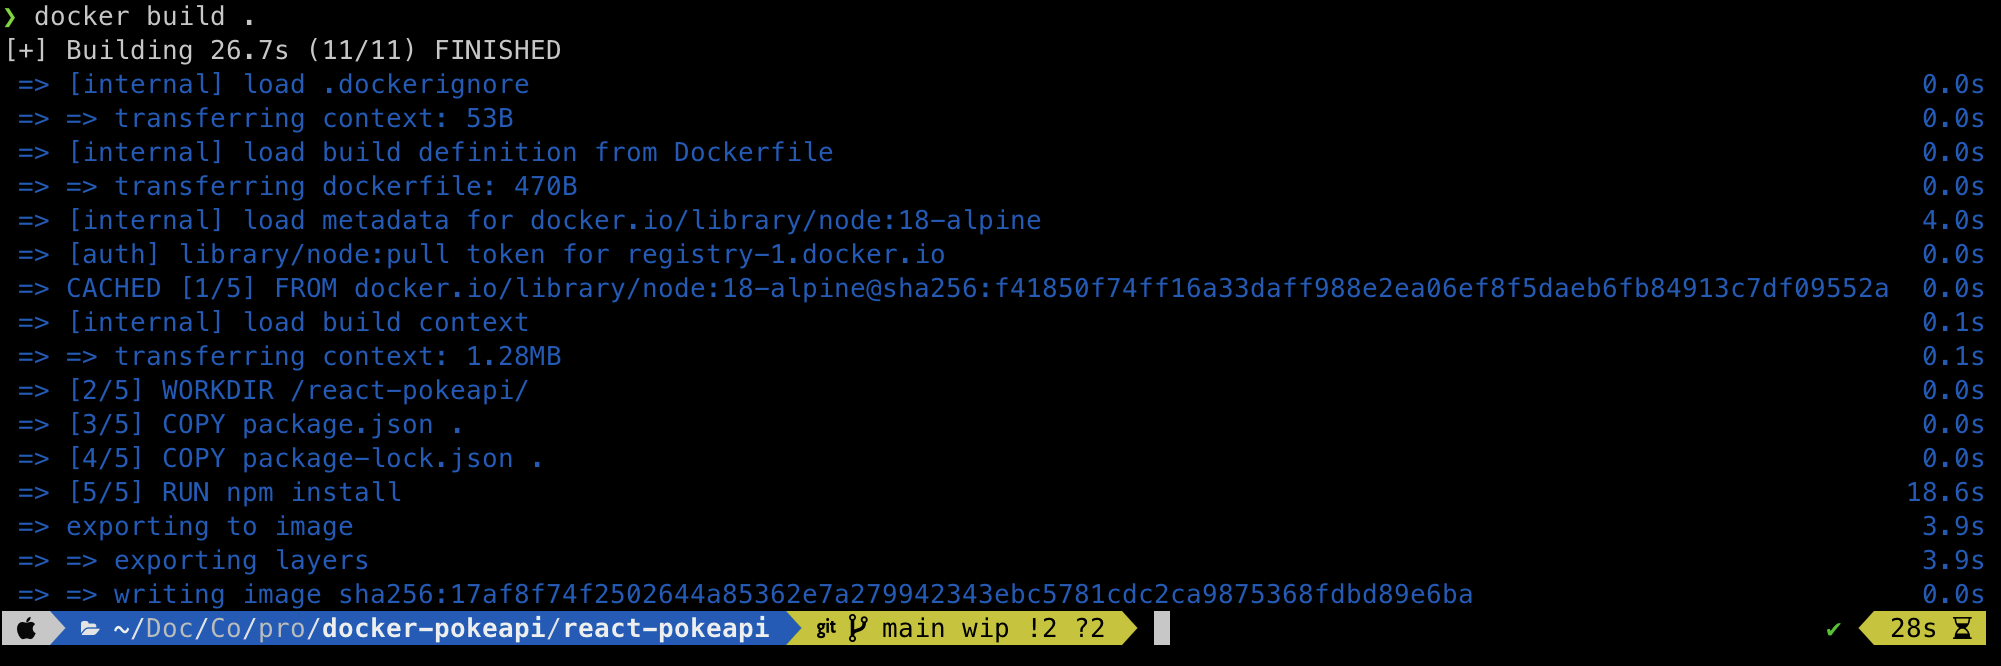 ❯ docker build .
[+] Building 26.7s (11/11) FINISHED
=> [internal] load .dockerignore 0.0s
=> => transferring context: 53B 0.0s
=> [internal] load build definition from Dockerfile 0.0s
=> => transferring dockerfile: 470B 0.0s
=> [internal] load metadata for docker.io/library/node:18-alpine 4.0s
=> [auth] library/node:pull token for registry-1.docker.io 0.0s
=> CACHED [1/5] FROM docker.io/library/node:18-alpine@sha256:f41850f74ff16a33daff988e2ea06ef8f5daeb6fb84913c7df09552a 0.0s
=> [internal] load build context 0.1s
=> => transferring context: 1.28MB 0.1s
=> [2/5] WORKDIR /react-pokeapi/ 0.0s
=> [3/5] COPY package.json . 0.0s
=> [4/5] COPY package-lock.json . 0.0s
=> [5/5] RUN npm install 18.6s
=> exporting to image 3.9s
=> => exporting layers 3.9s
=> => writing image sha256:17af8f74f2502644a85362e7a279942343ebc5781cdc2ca9875368fdbd89e6ba 0.0s
~/Doc/Co/pro/docker-pokeapi/react-pokeapi git main wip !2 ?2 ✔ 28s